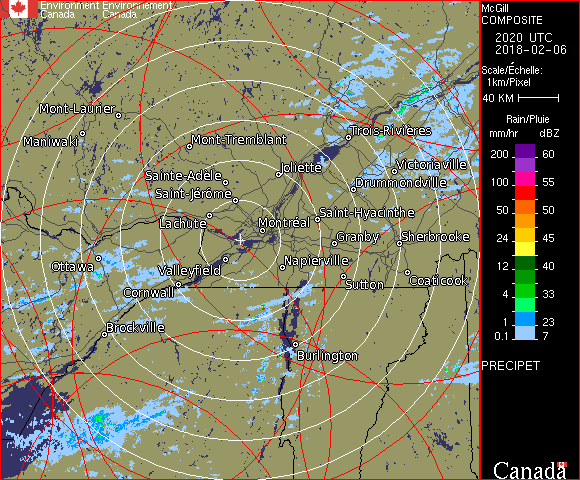 Environment Environnement
Canada Canada
McGill
COMPOSITE
2020 UTC
2018-02-06
Scale/Échelle:
1km/Pixel
40 KM
Rain/Pluie
mm/hr dBZ
200 60
100 55
50 50
24 45
12 40
4 33
1 23
0.1 7
PRECIPET
Canada
Mont-Laurier
Maniwaki
Mont-Tremblant
Trois-Rivières
Joliette
Victoriaville
Sainte-Adèle
Drummondville
Saint-Jérôme
Lachute
Saint-Hyacinthe
Montréal
Granby
Sherbrooke
Ottawa
Valleyfield
Napierville
Cornwall
Sutton
Coaticook
Brockville
Burlington